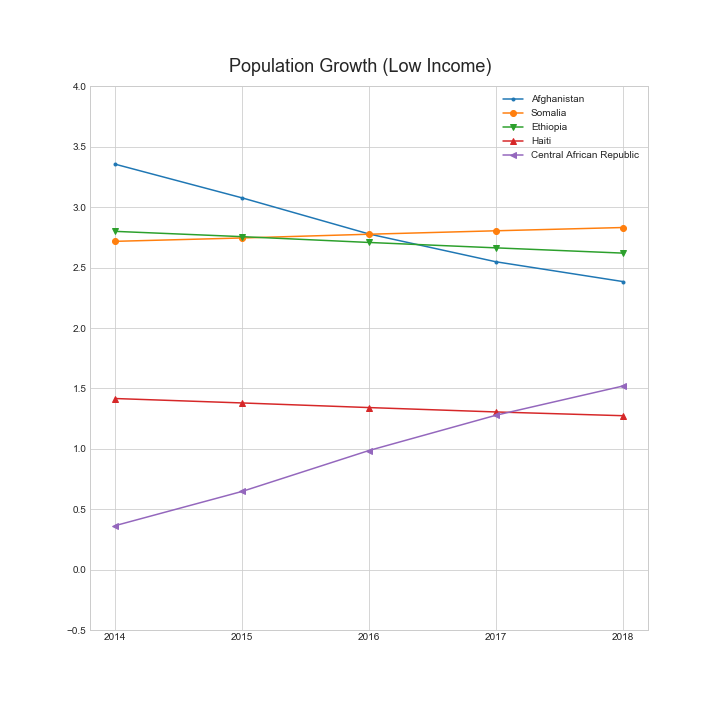 Population Growth (Low Income)
4.0
3.5
3.0
2.5
2.0
1.5
1.0
0.5
0.0
−0.5
Afghanistan
Somalia
Ethiopia
Haiti
Central African Republic
2014 2015 2016 2017 2018